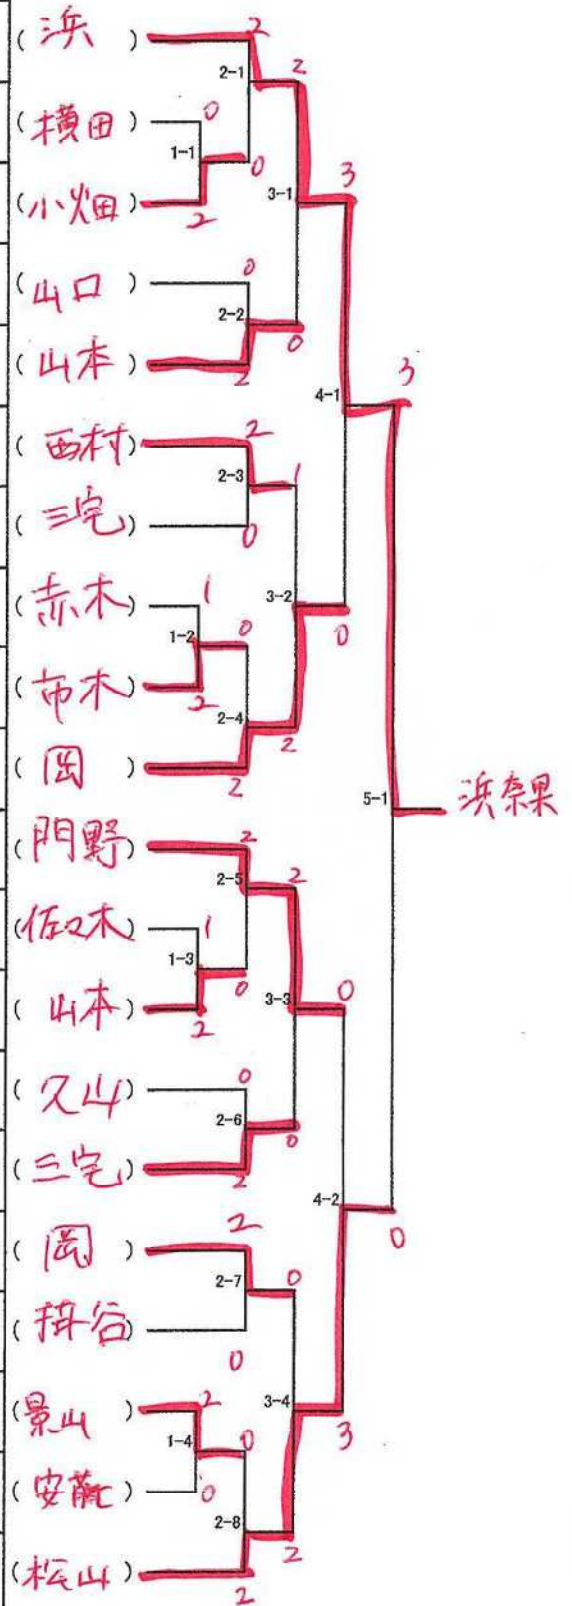 (浜)
2
2-1
2
(横田)
0
1-1
0
3-1
3
(小畑)
2
(山口)
0
2-2
0
(山本)
2
4-1
3
(西村)
2
2-3
1
(三宅)
0
(赤木)
1
3-2
1-2
0
0
(布木)
2
2-4
2
(岡)
2
5-1
浜奈果
(門野)
2
2-5
2
(佐々木)
1
1-3
0
3-3
0
(山本)
2
(久山)
0
2-6
0
(三宅)
2
4-2
0
(岡)
2
2-7
0
(掛谷)
0
(景山)
2
3-4
3
1-4
0
(安藤)
0
2-8
2
(松山)
2